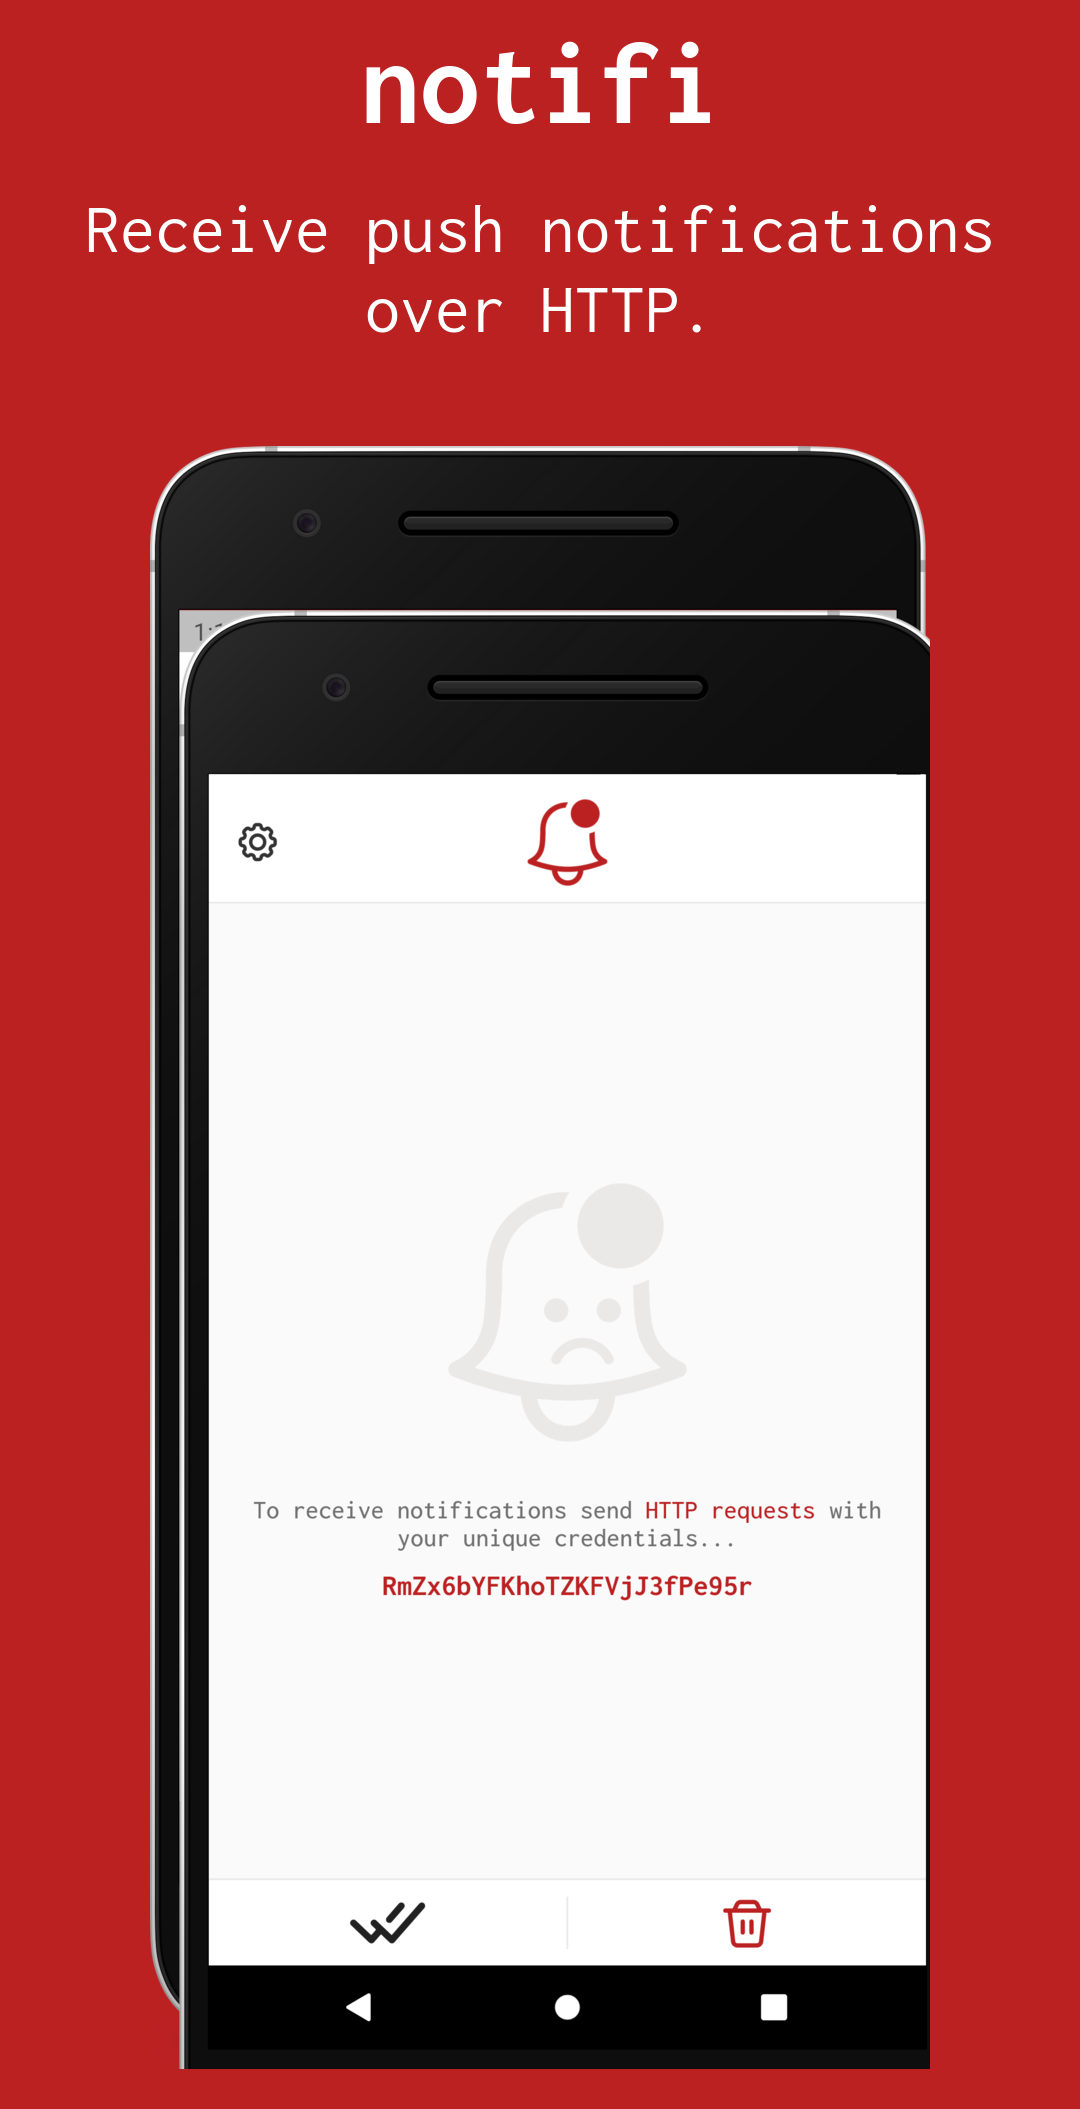 notifi
Receive push notifications
over HTTP.
To receive notifications send HTTP requests with
your unique credentials...
RmZx6bYFKhoTZKFVjJ3fPe95r